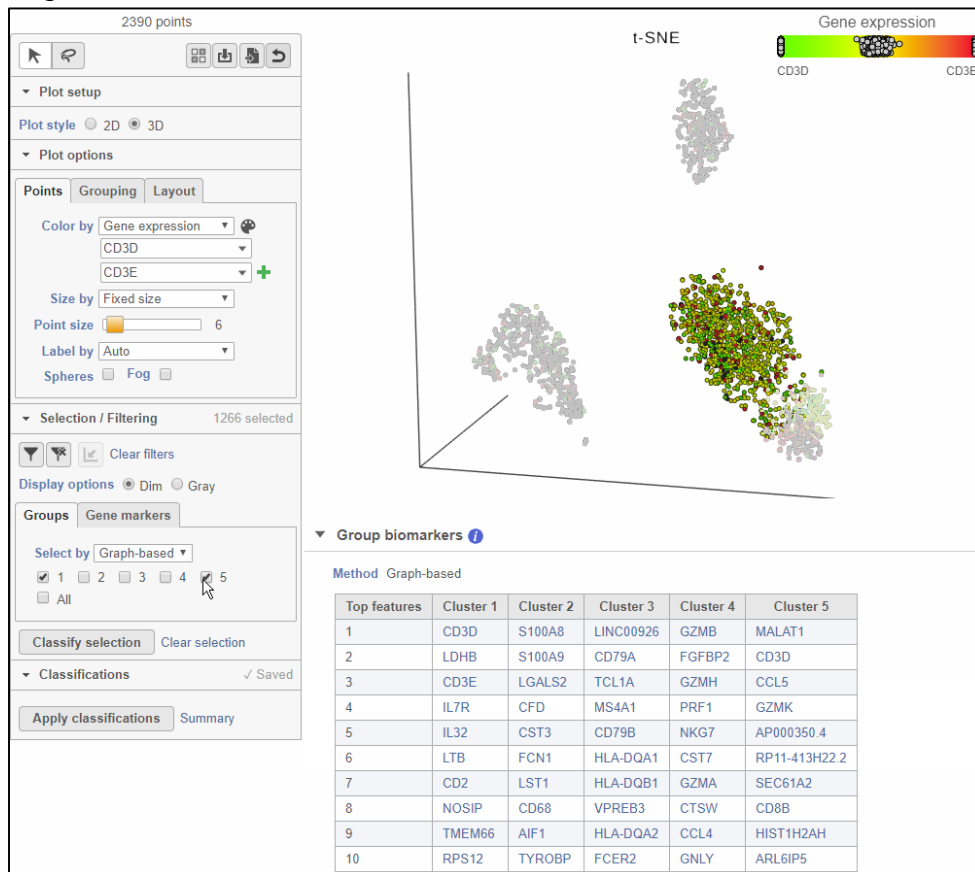 2390 points
Plot setup
Plot style 2D 3D
Plot options
Points Grouping Layout
Color by Gene expression
CD3D
CD3E
Size by Fixed size
Point size 6
Label by Auto
Spheres Fog
Selection / Filtering 1266 selected
Clear filters
Display options Dim Gray
Groups Gene markers
Select by Graph-based
1 2 3 4 5
All
Classify selection Clear selection
Classifications ✓ Saved
Apply classifications Summary
t-SNE
Gene expression
CD3D CD3E
Group biomarkers i
Method Graph-based
Top features Cluster 1 Cluster 2 Cluster 3 Cluster 4 Cluster 5
1 CD3D S100A8 LINC00926 GZMB MALAT1
2 LDHB S100A9 CD79A FGFBP2 CD3D
3 CD3E LGALS2 TCL1A GZMH CCL5
4 IL7R CFD MS4A1 PRF1 GZMK
5 IL32 CST3 CD79B NKG7 AP000350.4
6 LTB FCN1 HLA-DQA1 CST7 RP11-413H22.2
7 CD2 LST1 HLA-DQB1 GZMA SEC61A2
8 NOSIP CD68 VPREB3 CTSW CD8B
9 TMEM66 AIF1 HLA-DQA2 CCL4 HIST1H2AH
10 RPS12 TYROBP FCER2 GNLY ARL6IP5